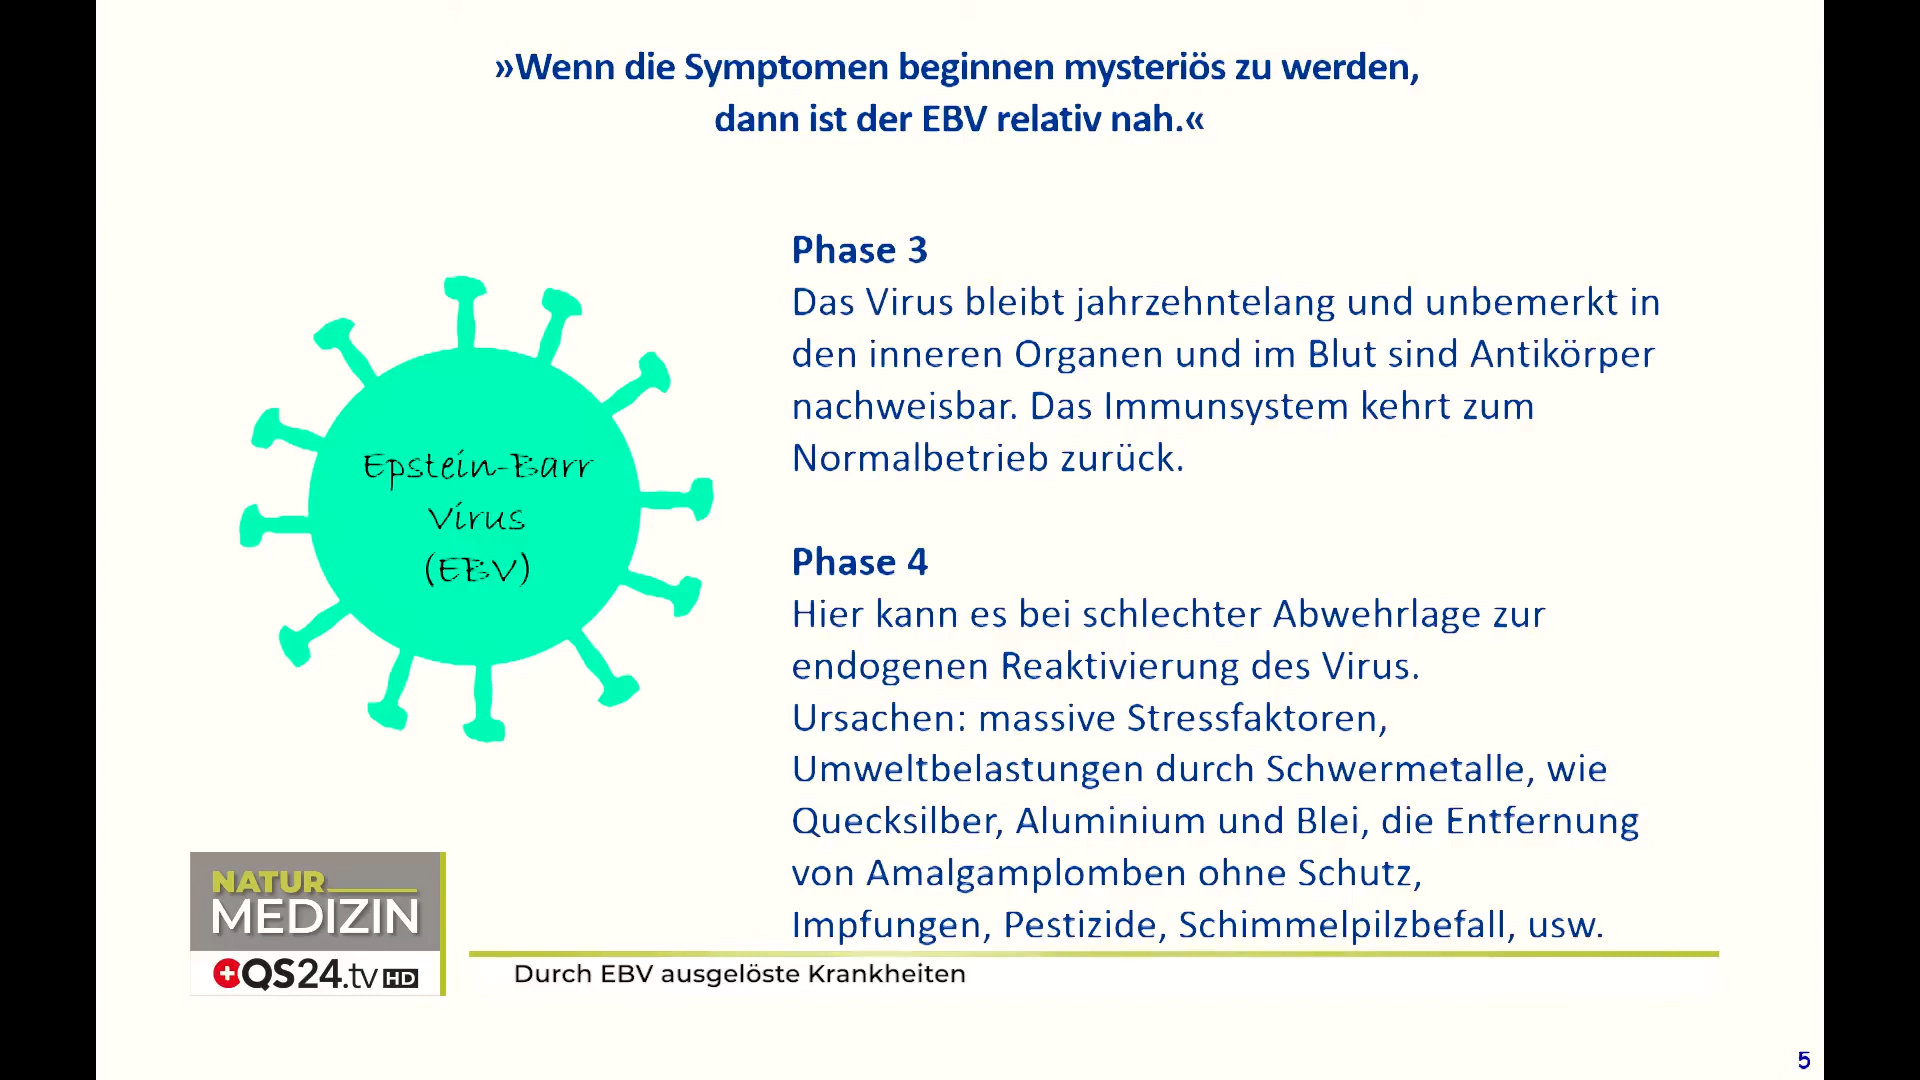 »Wenn die Symptomen beginnen mysteriös zu werden,
dann ist der EBV relativ nah.«
Epstein-Barr
Virus
(EBV)
Phase 3
Das Virus bleibt jahrzehntelang und unbemerkt in
den inneren Organen und im Blut sind Antikörper
nachweisbar. Das Immunsystem kehrt zum
Normalbetrieb zurück.
Phase 4
Hier kann es bei schlechter Abwehrlage zur
endogenen Reaktivierung des Virus.
Ursachen: massive Stressfaktoren,
Umweltbelastungen durch Schwermetalle, wie
Quecksilber, Aluminium und Blei, die Entfernung
von Amalgamplomben ohne Schutz,
Impfungen, Pestizide, Schimmelpilzbefall, usw.
NATUR
MEDIZIN
QS24.tv HD
Durch EBV ausgelöste Krankheiten
5